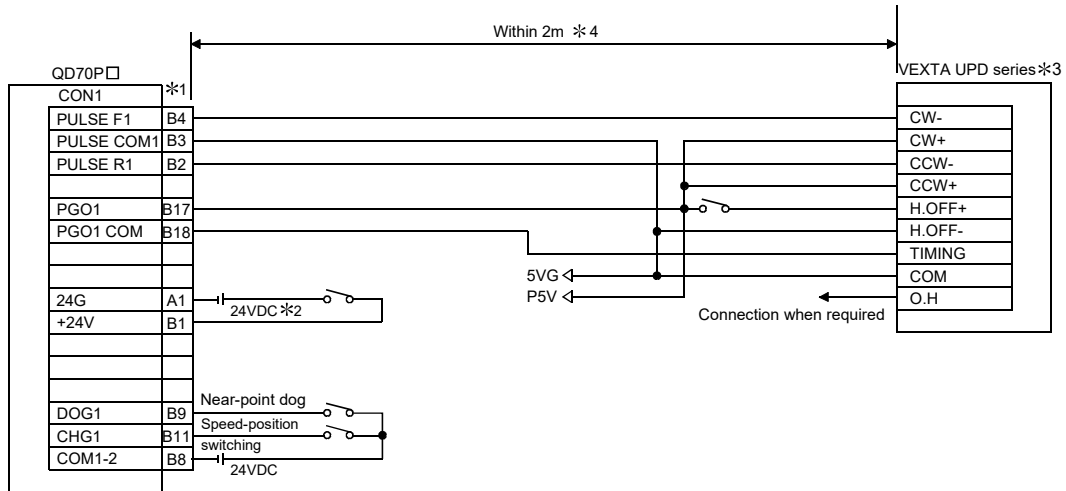 Within 2m ＊4
QD70P□
VEXTA UPD series＊3
CON1
＊1
PULSE F1 B4
PULSE COM1 B3
PULSE R1 B2
PGO1 B17
PGO1 COM B18
24G A1
+24V B1
DOG1 B9
CHG1 B11
COM1-2 B8
24VDC＊2
Near-point dog
Speed-position
switching
24VDC
5VG
P5V
Connection when required
CW-
CW+
CCW-
CCW+
H.OFF+
H.OFF-
TIMING
COM
O.H